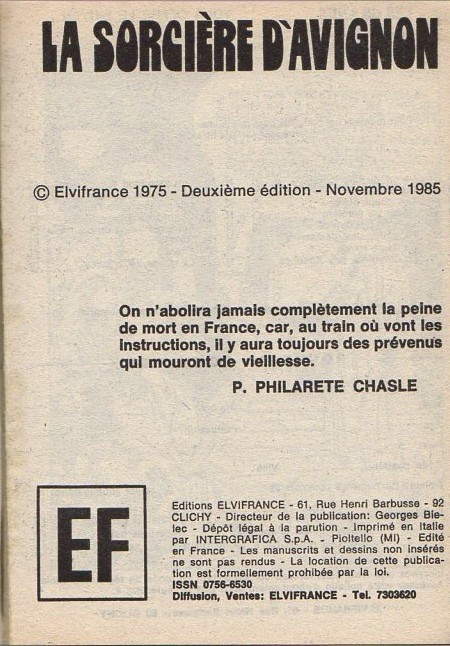 LA SORCIÈRE D'AVIGNON
© Elvifrance 1975 - Deuxième édition - Novembre 1985
On n'abolira jamais complètement la peine
de mort en France, car, au train où vont les
instructions, il y aura toujours des prévenus
qui mouront de vieillesse.
P. PHILARETE CHASLE
EF
Editions ELVIFRANCE - 61, Rue Henri Barbusse - 92
CLICHY - Directeur de la publication: Georges Bie-
lec - Dépôt légal à la parution - Imprimé en Italie
par INTERGRAFICA S.p.A. - Pioltello (MI) - Edité
en France - Les manuscrits et dessins non insérés
ne sont pas rendus - La location de cette publica-
tion est formellement prohibée par la loi.
ISSN 0756-6530
Diffusion, Ventes: ELVIFRANCE - Tel. 7303620